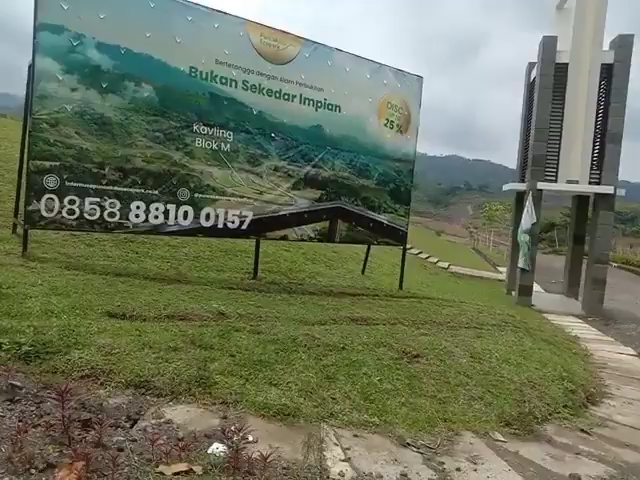 Bertetangga dengan Alam Perbukitan
Bukan Sekedar Impian
DISC
25 %
Kavling
Blok M
0858 8810 0157